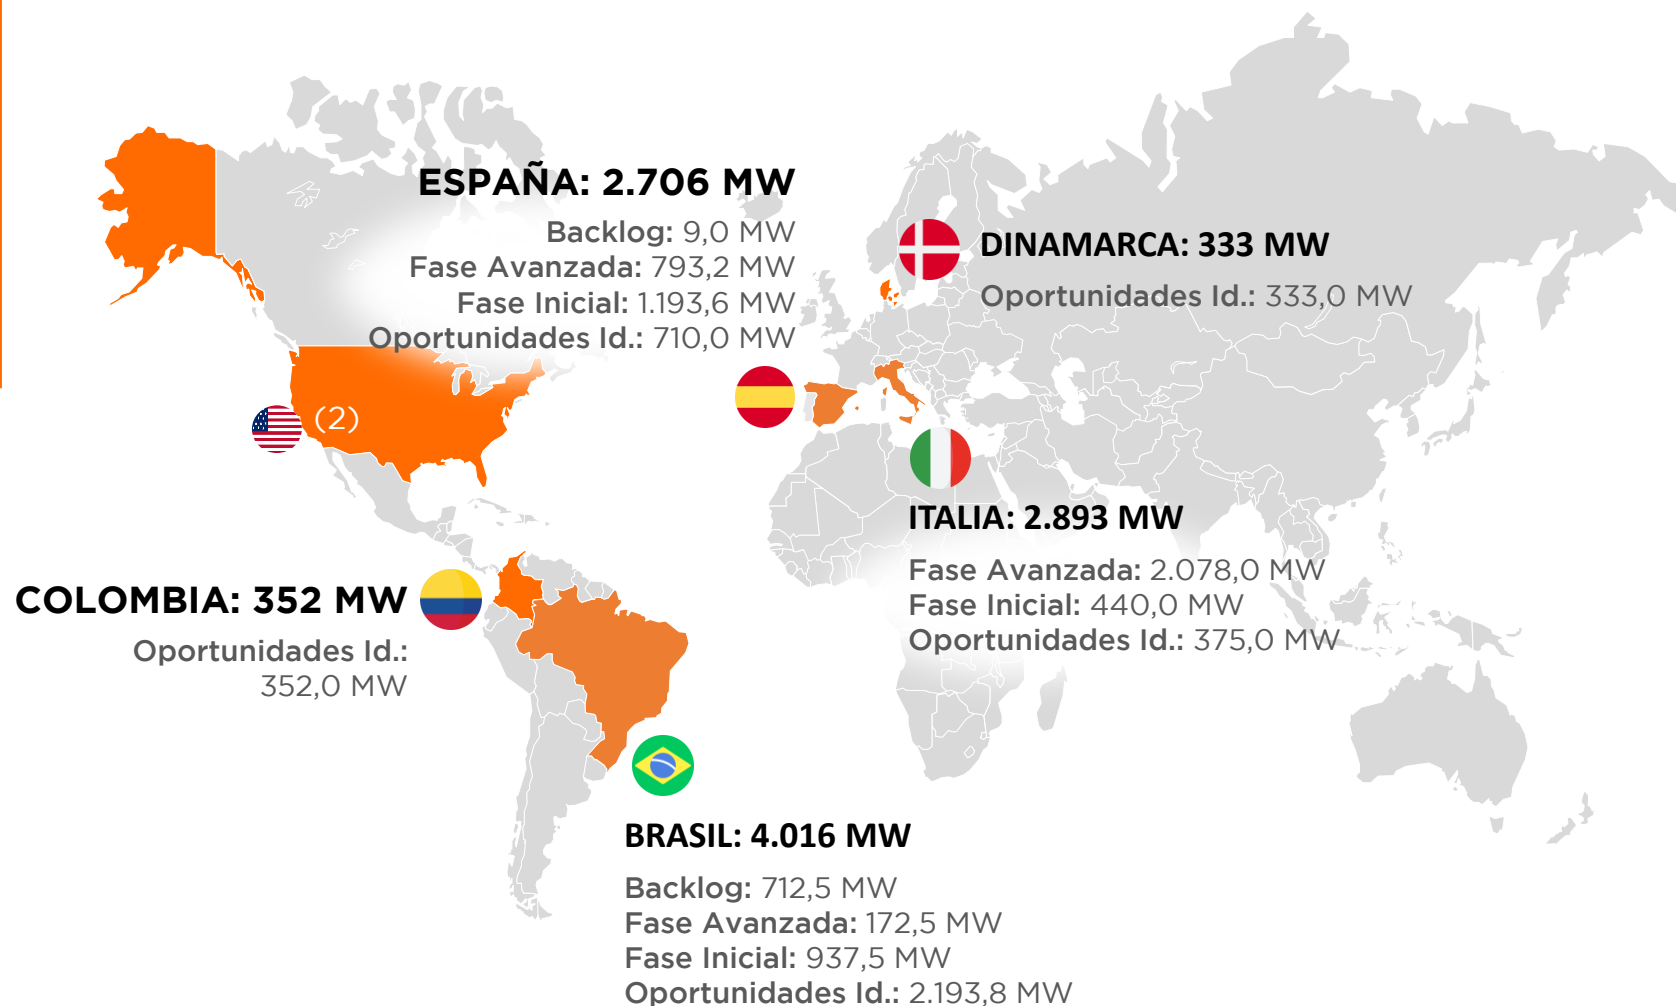 ESPAÑA: 2.706 MW
Backlog: 9,0 MW
Fase Avanzada: 793,2 MW
Fase Inicial: 1.193,6 MW
Oportunidades Id.: 710,0 MW
DINAMARCA: 333 MW
Oportunidades Id.: 333,0 MW
(2)
ITALIA: 2.893 MW
Fase Avanzada: 2.078,0 MW
Fase Inicial: 440,0 MW
Oportunidades Id.: 375,0 MW
COLOMBIA: 352 MW
Oportunidades Id.:
352,0 MW
BRASIL: 4.016 MW
Backlog: 712,5 MW
Fase Avanzada: 172,5 MW
Fase Inicial: 937,5 MW
Oportunidades Id.: 2.193,8 MW